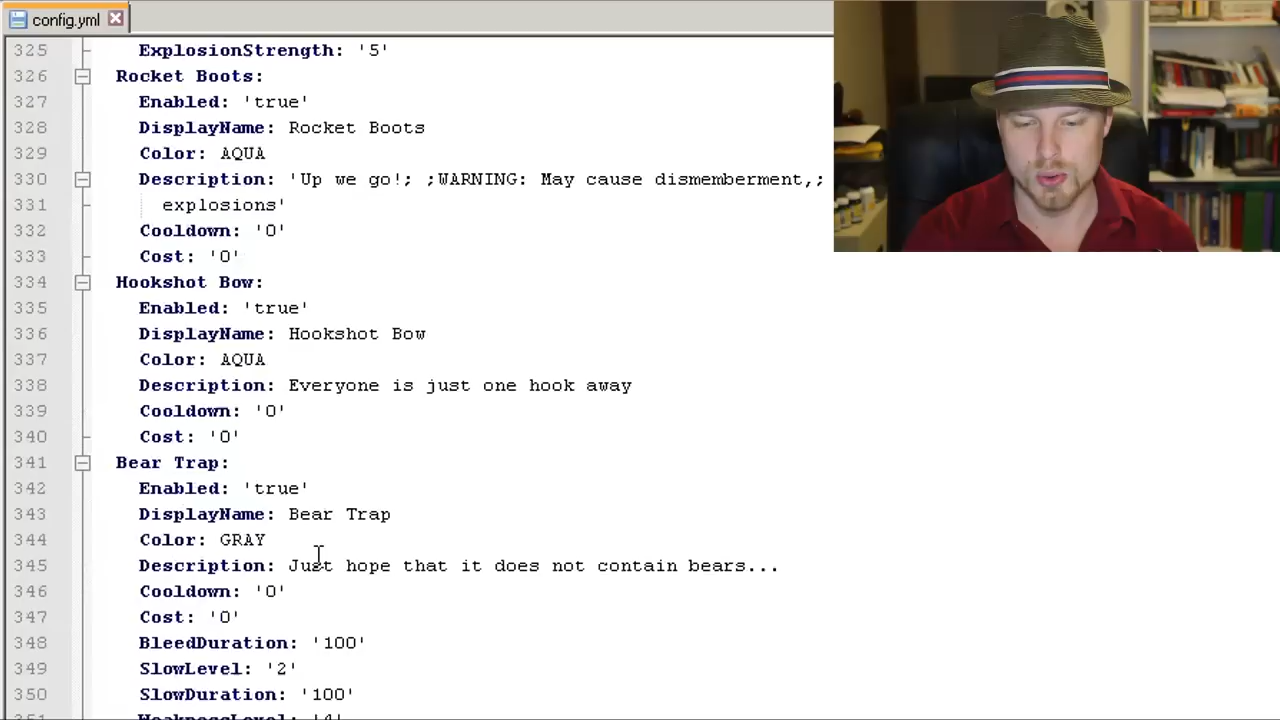 config.yml
325 ExplosionStrength: '5'
326 Rocket Boots:
327 Enabled: 'true'
328 DisplayName: Rocket Boots
329 Color: AQUA
330 Description: 'Up we go!; ;WARNING: May cause dismemberment,;
331 explosions'
332 Cooldown: '0'
333 Cost: '0'
334 Hookshot Bow:
335 Enabled: 'true'
336 DisplayName: Hookshot Bow
337 Color: AQUA
338 Description: Everyone is just one hook away
339 Cooldown: '0'
340 Cost: '0'
341 Bear Trap:
342 Enabled: 'true'
343 DisplayName: Bear Trap
344 Color: GRAY
345 Description: Just hope that it does not contain bears...
346 Cooldown: '0'
347 Cost: '0'
348 BleedDuration: '100'
349 SlowLevel: '2'
350 SlowDuration: '100'
351 WeaknessLevel: '4'